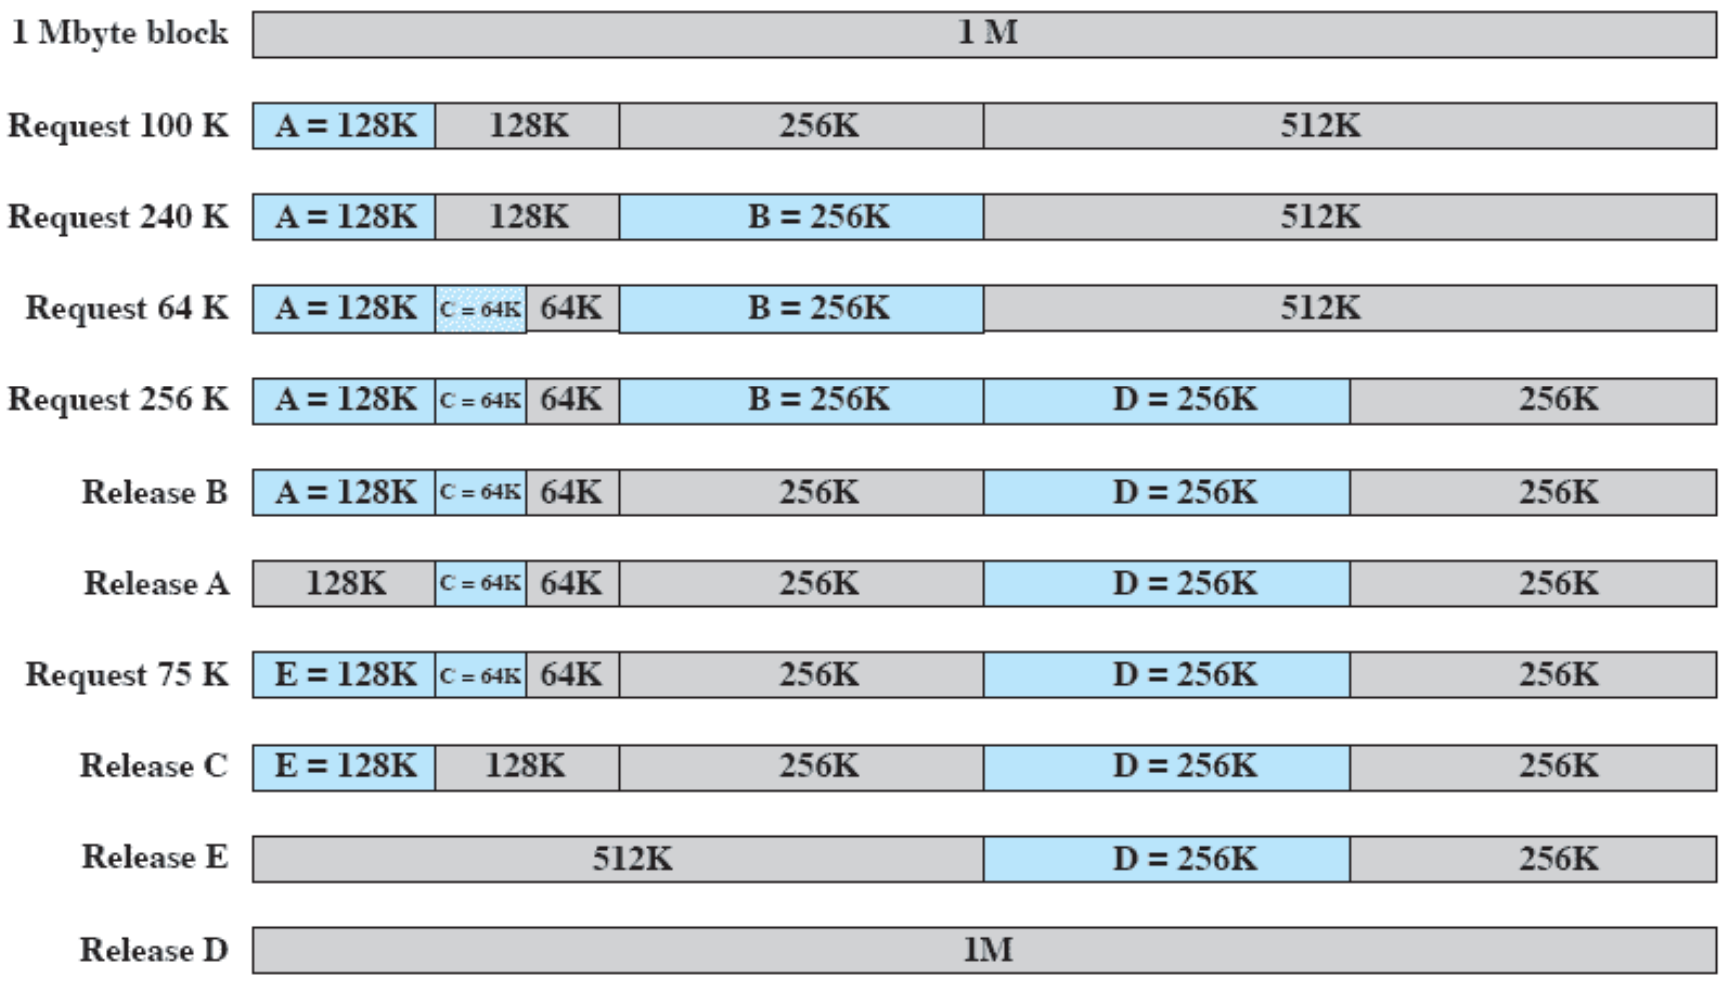 1 Mbyte block 1 M
Request 100 K A = 128K 128K 256K 512K
Request 240 K A = 128K 128K B = 256K 512K
Request 64 K A = 128K C = 64K 64K B = 256K 512K
Request 256 K A = 128K C = 64K 64K B = 256K D = 256K 256K
Release B A = 128K C = 64K 64K 256K D = 256K 256K
Release A 128K C = 64K 64K 256K D = 256K 256K
Request 75 K E = 128K C = 64K 64K 256K D = 256K 256K
Release C E = 128K 128K 256K D = 256K 256K
Release E 512K D = 256K 256K
Release D 1M